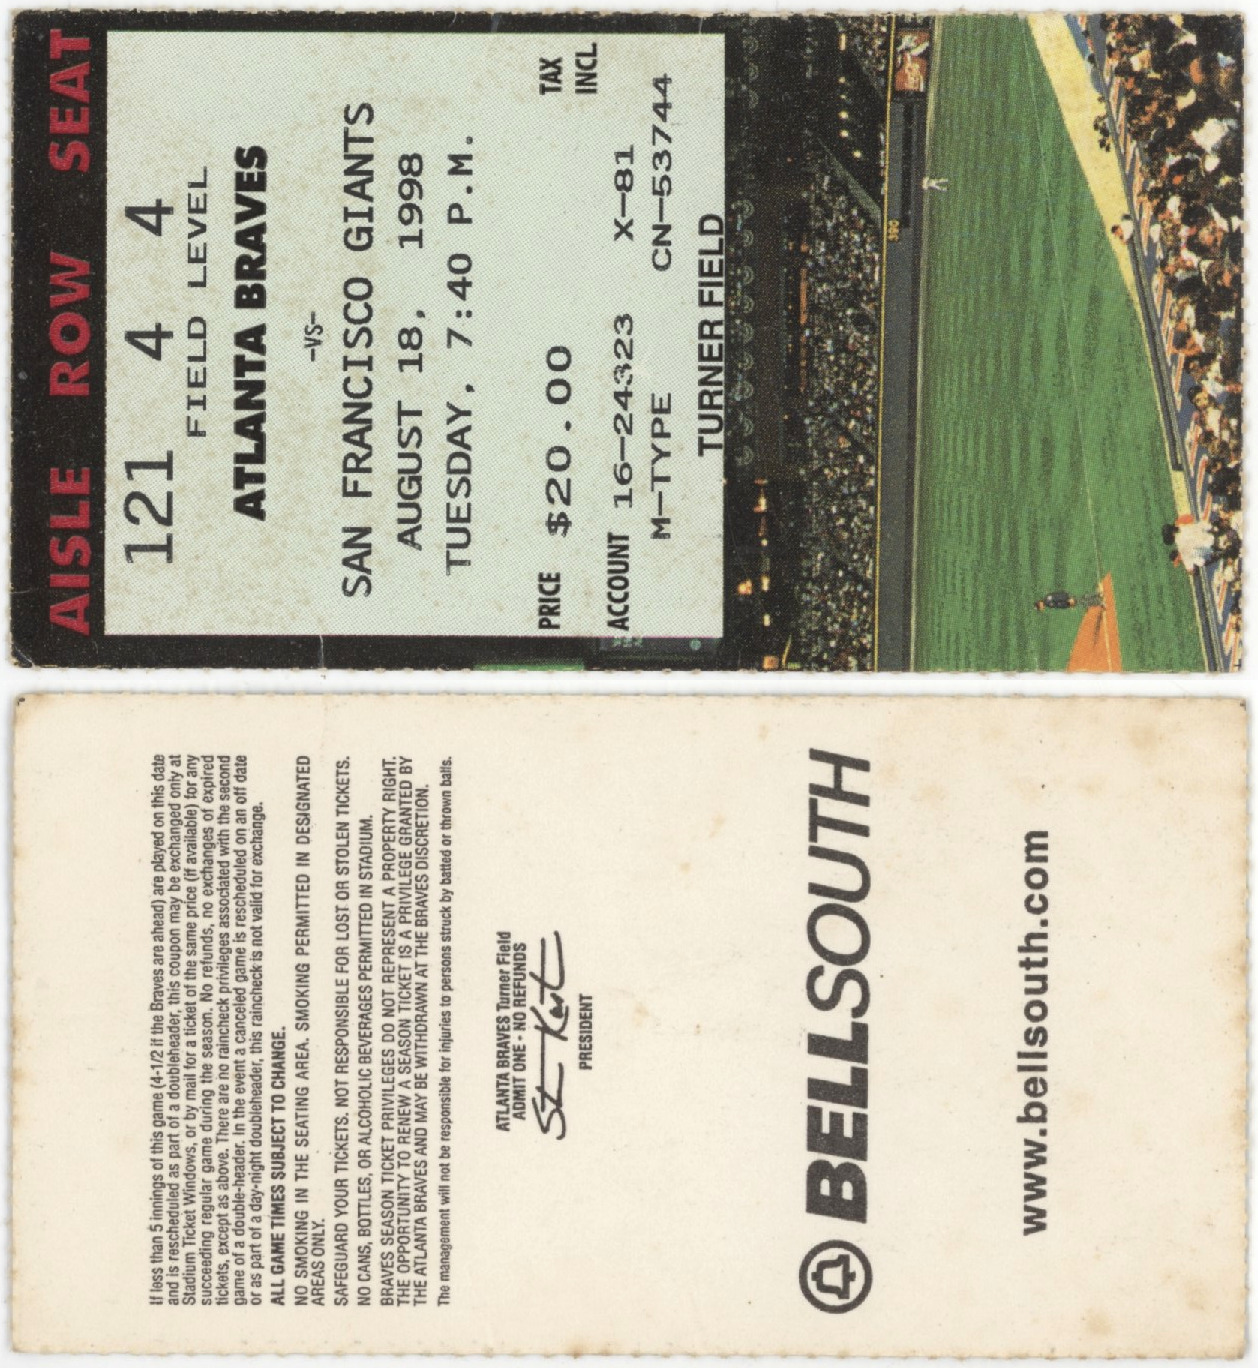 AISLE ROW SEAT
121 4 4
FIELD LEVEL
ATLANTA BRAVES
-VS-
SAN FRANCISCO GIANTS
AUGUST 18, 1998
TUESDAY, 7:40 P.M.
PRICE $20.00 TAX INCL
ACCOUNT 16-24323 X-81
M-TYPE CN-53744
TURNER FIELD
If less than 5 innings of this game (4-1/2 if the Braves are ahead) are played on this date
and is rescheduled as part of a doubleheader, this coupon may be exchanged only at
Stadium Ticket Windows, or by mail for a ticket of the same price (if available) for any
succeeding regular game during the season. No refunds, no exchanges of expired
tickets, except as above. There are no raincheck privileges associated with the second
game of a double-header. In the event a canceled game is rescheduled on an off date
or as part of a day-night doubleheader, this raincheck is not valid for exchange.
ALL GAME TIMES SUBJECT TO CHANGE.
NO SMOKING IN THE SEATING AREA. SMOKING PERMITTED IN DESIGNATED
AREAS ONLY.
SAFEGUARD YOUR TICKETS. NOT RESPONSIBLE FOR LOST OR STOLEN TICKETS.
NO CANS, BOTTLES, OR ALCOHOLIC BEVERAGES PERMITTED IN STADIUM.
BRAVES SEASON TICKET PRIVILEGES DO NOT REPRESENT A PROPERTY RIGHT.
THE OPPORTUNITY TO RENEW A SEASON TICKET IS A PRIVILEGE GRANTED BY
THE ATLANTA BRAVES AND MAY BE WITHDRAWN AT THE BRAVES DISCRETION.
The management will not be responsible for injuries to persons struck by batted or thrown balls.
ATLANTA BRAVES Turner Field
ADMIT ONE - NO REFUNDS
PRESIDENT
BELLSOUTH
www.bellsouth.com